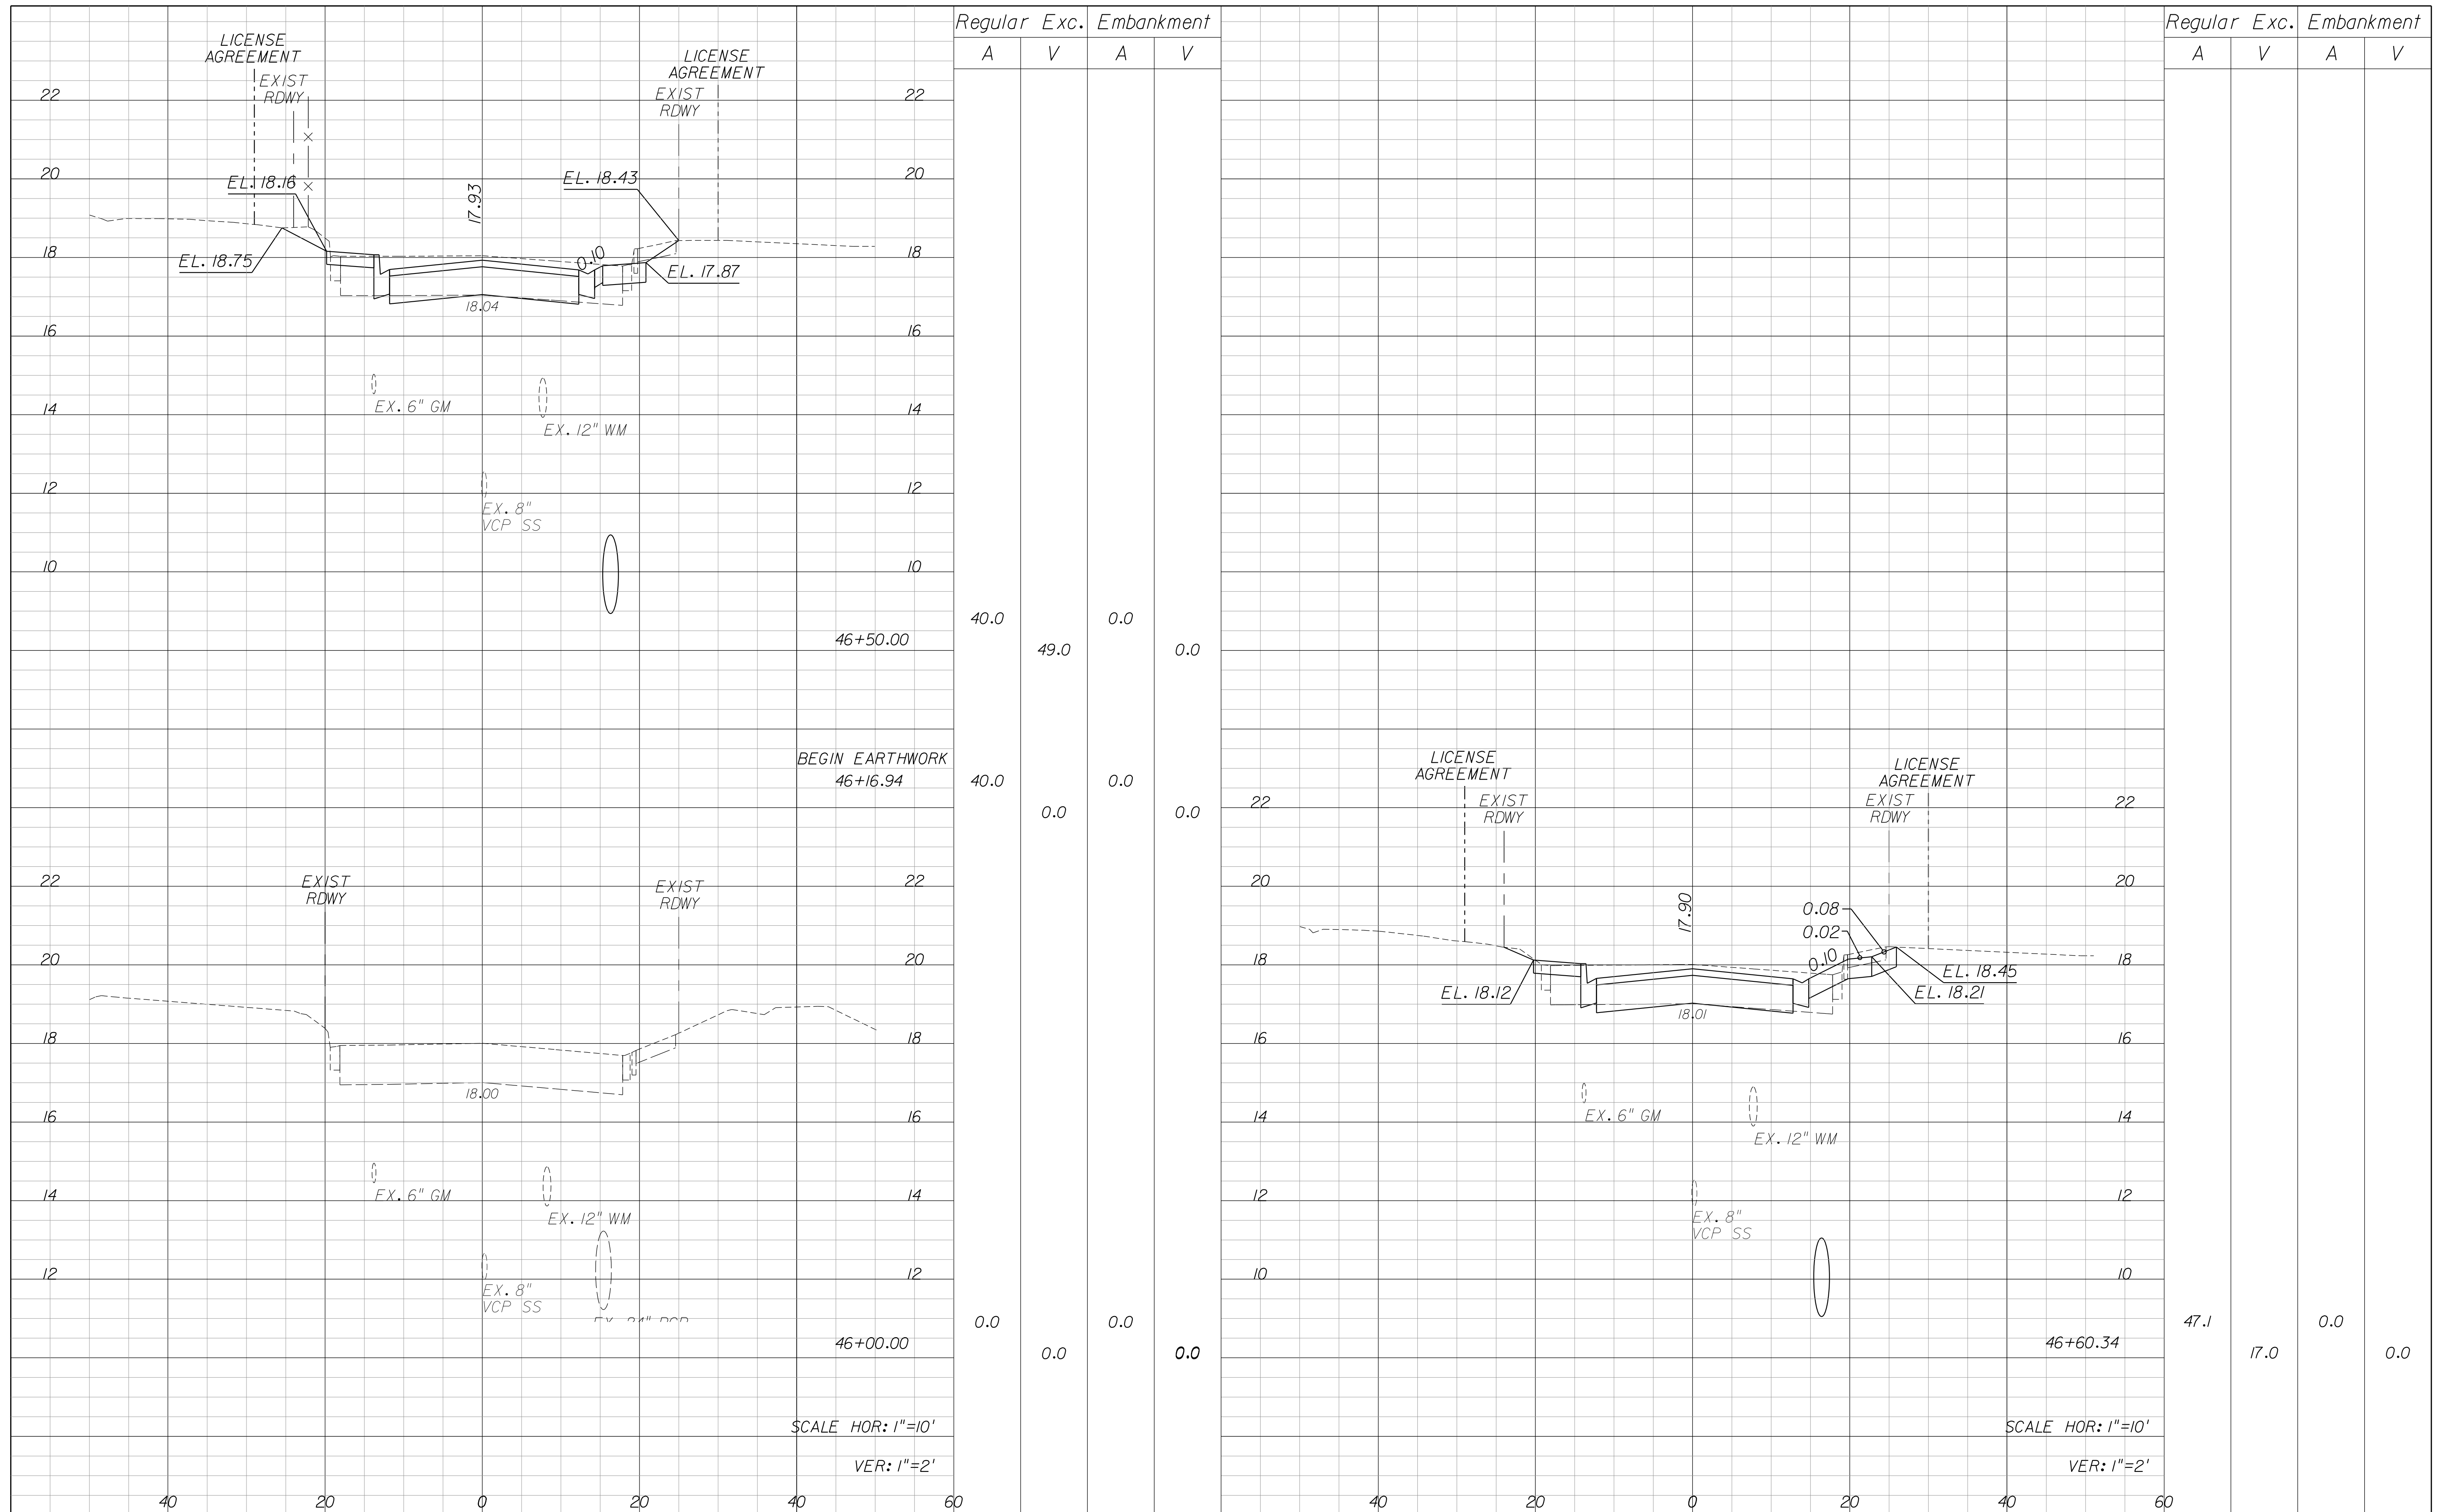 Regular Exc. Embankment
A V A V
LICENSE
AGREEMENT
EXIST
RDWY
LICENSE
AGREEMENT
EXIST
RDWY
22 22
20 20
EL. 18.16
17.93
EL. 18.43
18 18
EL. 18.75
0.10
EL. 17.87
18.04
16 16
14 14
EX. 6" GM
EX. 12" WM
12 12
EX. 8"
VCP SS
10 10
40.0 0.0
46+50.00
49.0 0.0
BEGIN EARTHWORK
46+16.94 40.0 0.0
0.0 0.0
22 22
EXIST
RDWY
EXIST
RDWY
20 20
18 18
18.00
16 16
14 14
EX. 6" GM
EX. 12" WM
12 12
EX. 8"
VCP SS
0.0 0.0
46+00.00
0.0 0.0
SCALE HOR: 1"=10'
VER: 1"=2'
40 20 0 20 40 60
Regular Exc. Embankment
A V A V
LICENSE
AGREEMENT
LICENSE
AGREEMENT
22 22
EXIST
RDWY
EXIST
RDWY
20 20
17.90
0.08
0.02
18 18
0.10
EL. 18.45
EL. 18.12
EL. 18.21
18.01
16 16
14 14
EX. 6" GM
EX. 12" WM
12 12
EX. 8"
VCP SS
10 10
47.1 0.0
46+60.34
17.0 0.0
SCALE HOR: 1"=10'
VER: 1"=2'
40 20 0 20 40 60